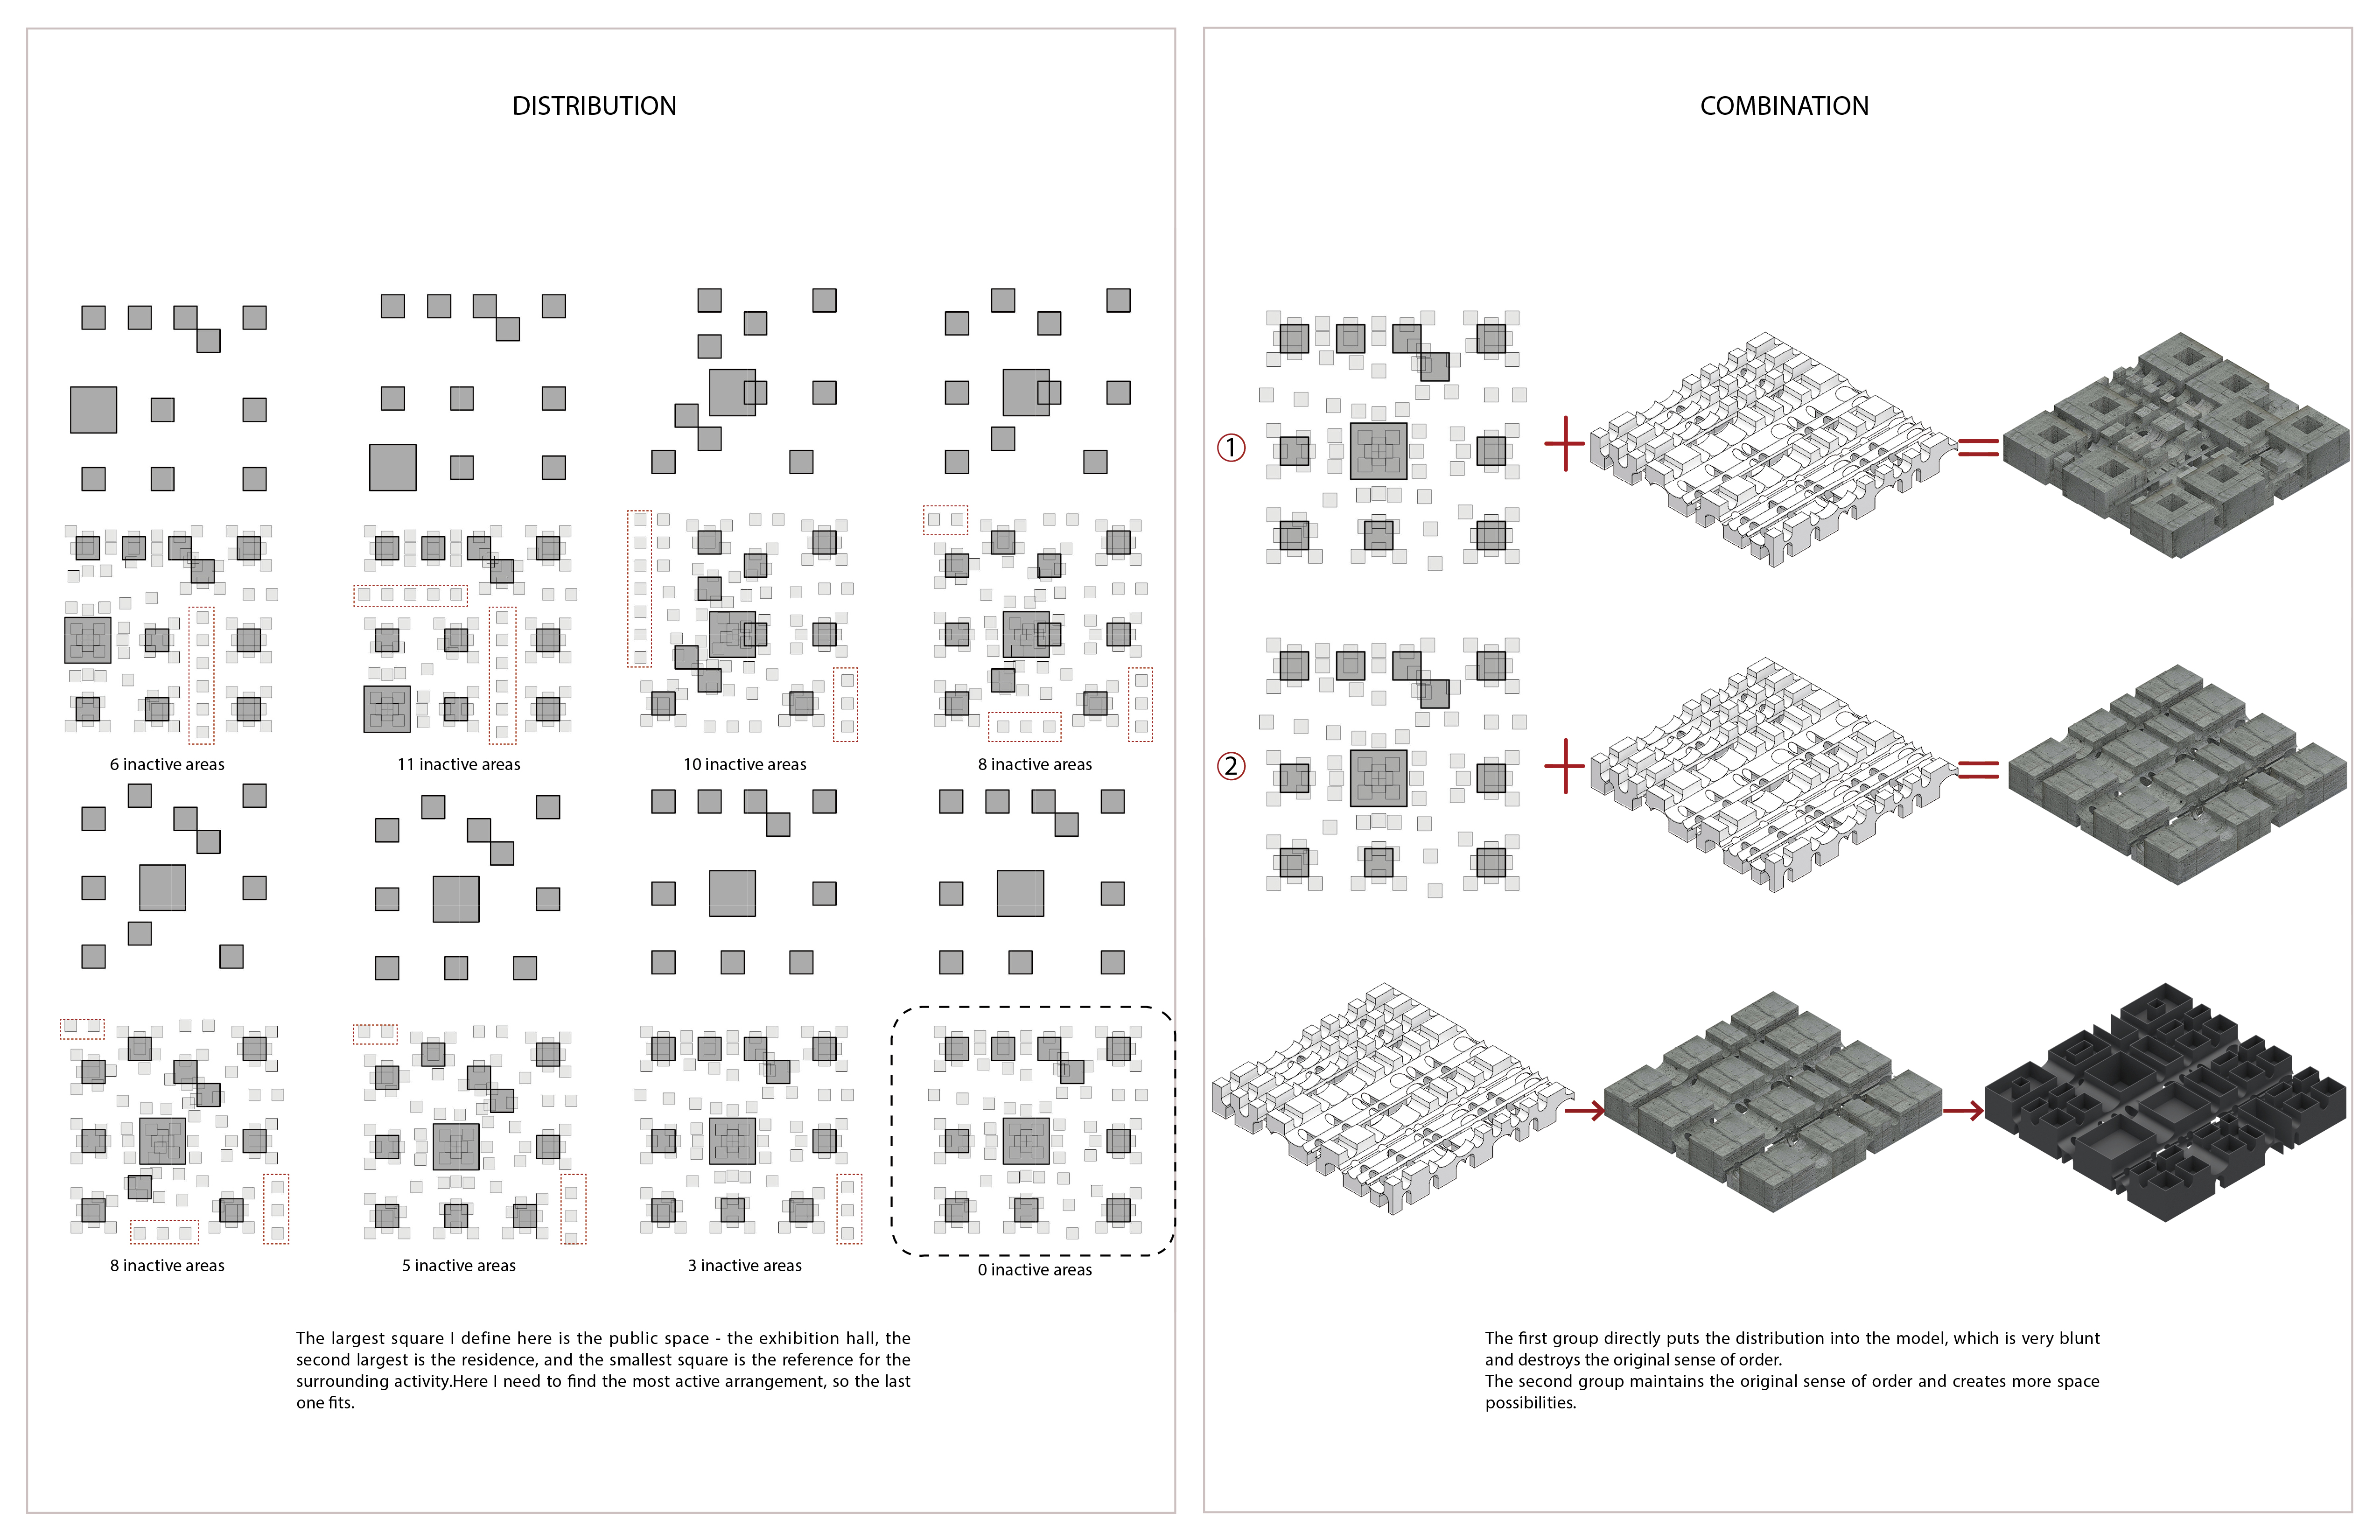 DISTRIBUTION
6 inactive areas
11 inactive areas
10 inactive areas
8 inactive areas
8 inactive areas
5 inactive areas
3 inactive areas
0 inactive areas
The largest square I define here is the public space - the exhibition hall, the
second largest is the residence, and the smallest square is the reference for the
surrounding activity.Here I need to find the most active arrangement, so the last
one fits.
COMBINATION
1
2
The first group directly puts the distribution into the model, which is very blunt
and destroys the original sense of order.
The second group maintains the original sense of order and creates more space
possibilities.